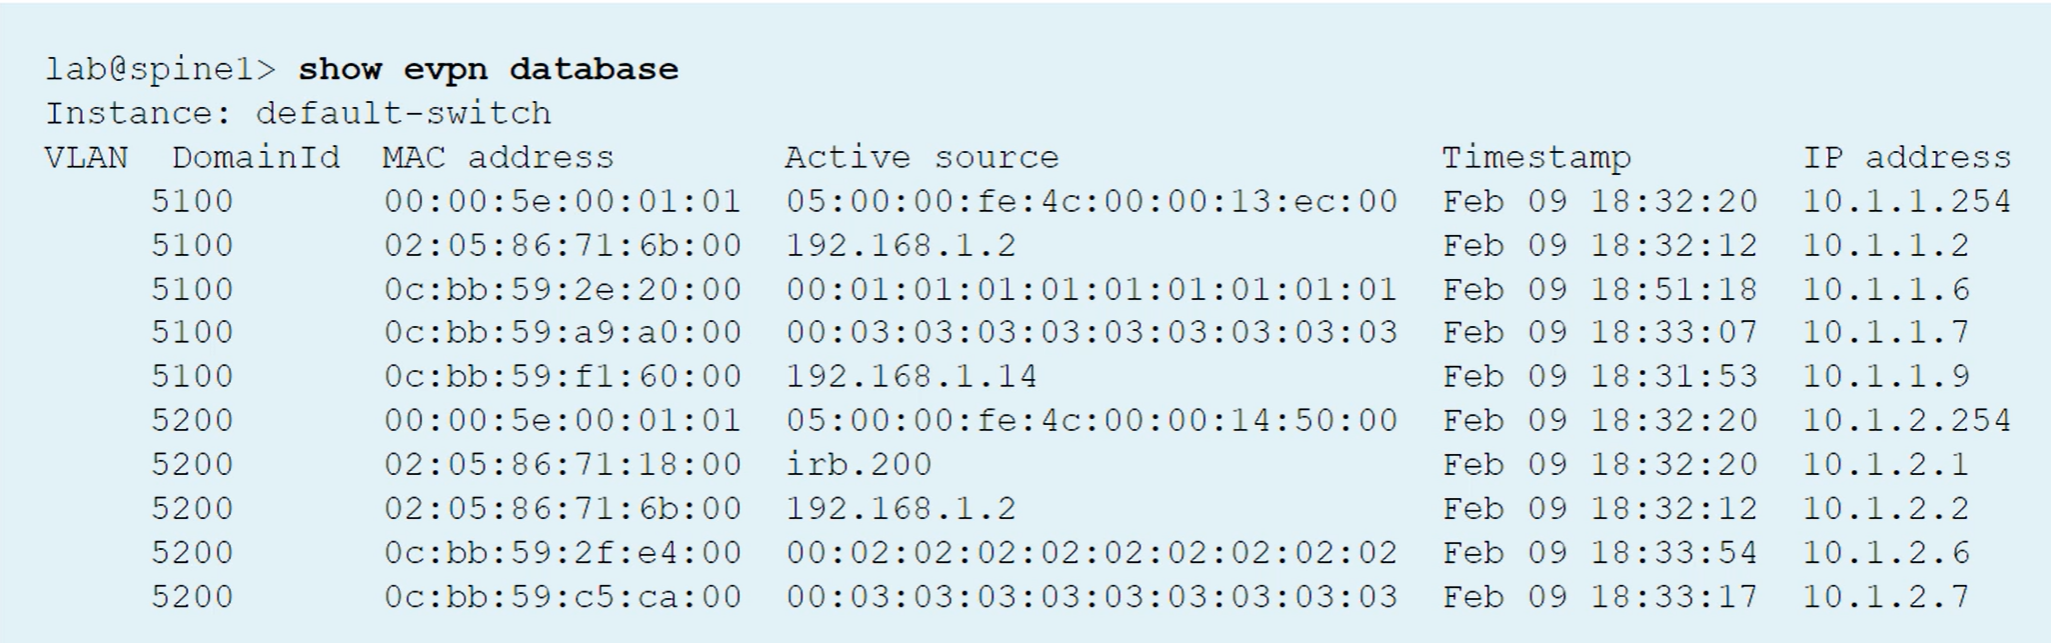 lab@spine1> show evpn database
Instance: default-switch
VLAN  DomainId  MAC address        Active source                  Timestamp        IP address
     5100       00:00:5e:00:01:01  05:00:00:fe:4c:00:00:13:ec:00  Feb 09 18:32:20  10.1.1.254
     5100       02:05:86:71:6b:00  192.168.1.2                    Feb 09 18:32:12  10.1.1.2
     5100       0c:bb:59:2e:20:00  00:01:01:01:01:01:01:01:01:01  Feb 09 18:51:18  10.1.1.6
     5100       0c:bb:59:a9:a0:00  00:03:03:03:03:03:03:03:03:03  Feb 09 18:33:07  10.1.1.7
     5100       0c:bb:59:f1:60:00  192.168.1.14                   Feb 09 18:31:53  10.1.1.9
     5200       00:00:5e:00:01:01  05:00:00:fe:4c:00:00:14:50:00  Feb 09 18:32:20  10.1.2.254
     5200       02:05:86:71:18:00  irb.200                        Feb 09 18:32:20  10.1.2.1
     5200       02:05:86:71:6b:00  192.168.1.2                    Feb 09 18:32:12  10.1.2.2
     5200       0c:bb:59:2f:e4:00  00:02:02:02:02:02:02:02:02:02  Feb 09 18:33:54  10.1.2.6
     5200       0c:bb:59:c5:ca:00  00:03:03:03:03:03:03:03:03:03  Feb 09 18:33:17  10.1.2.7